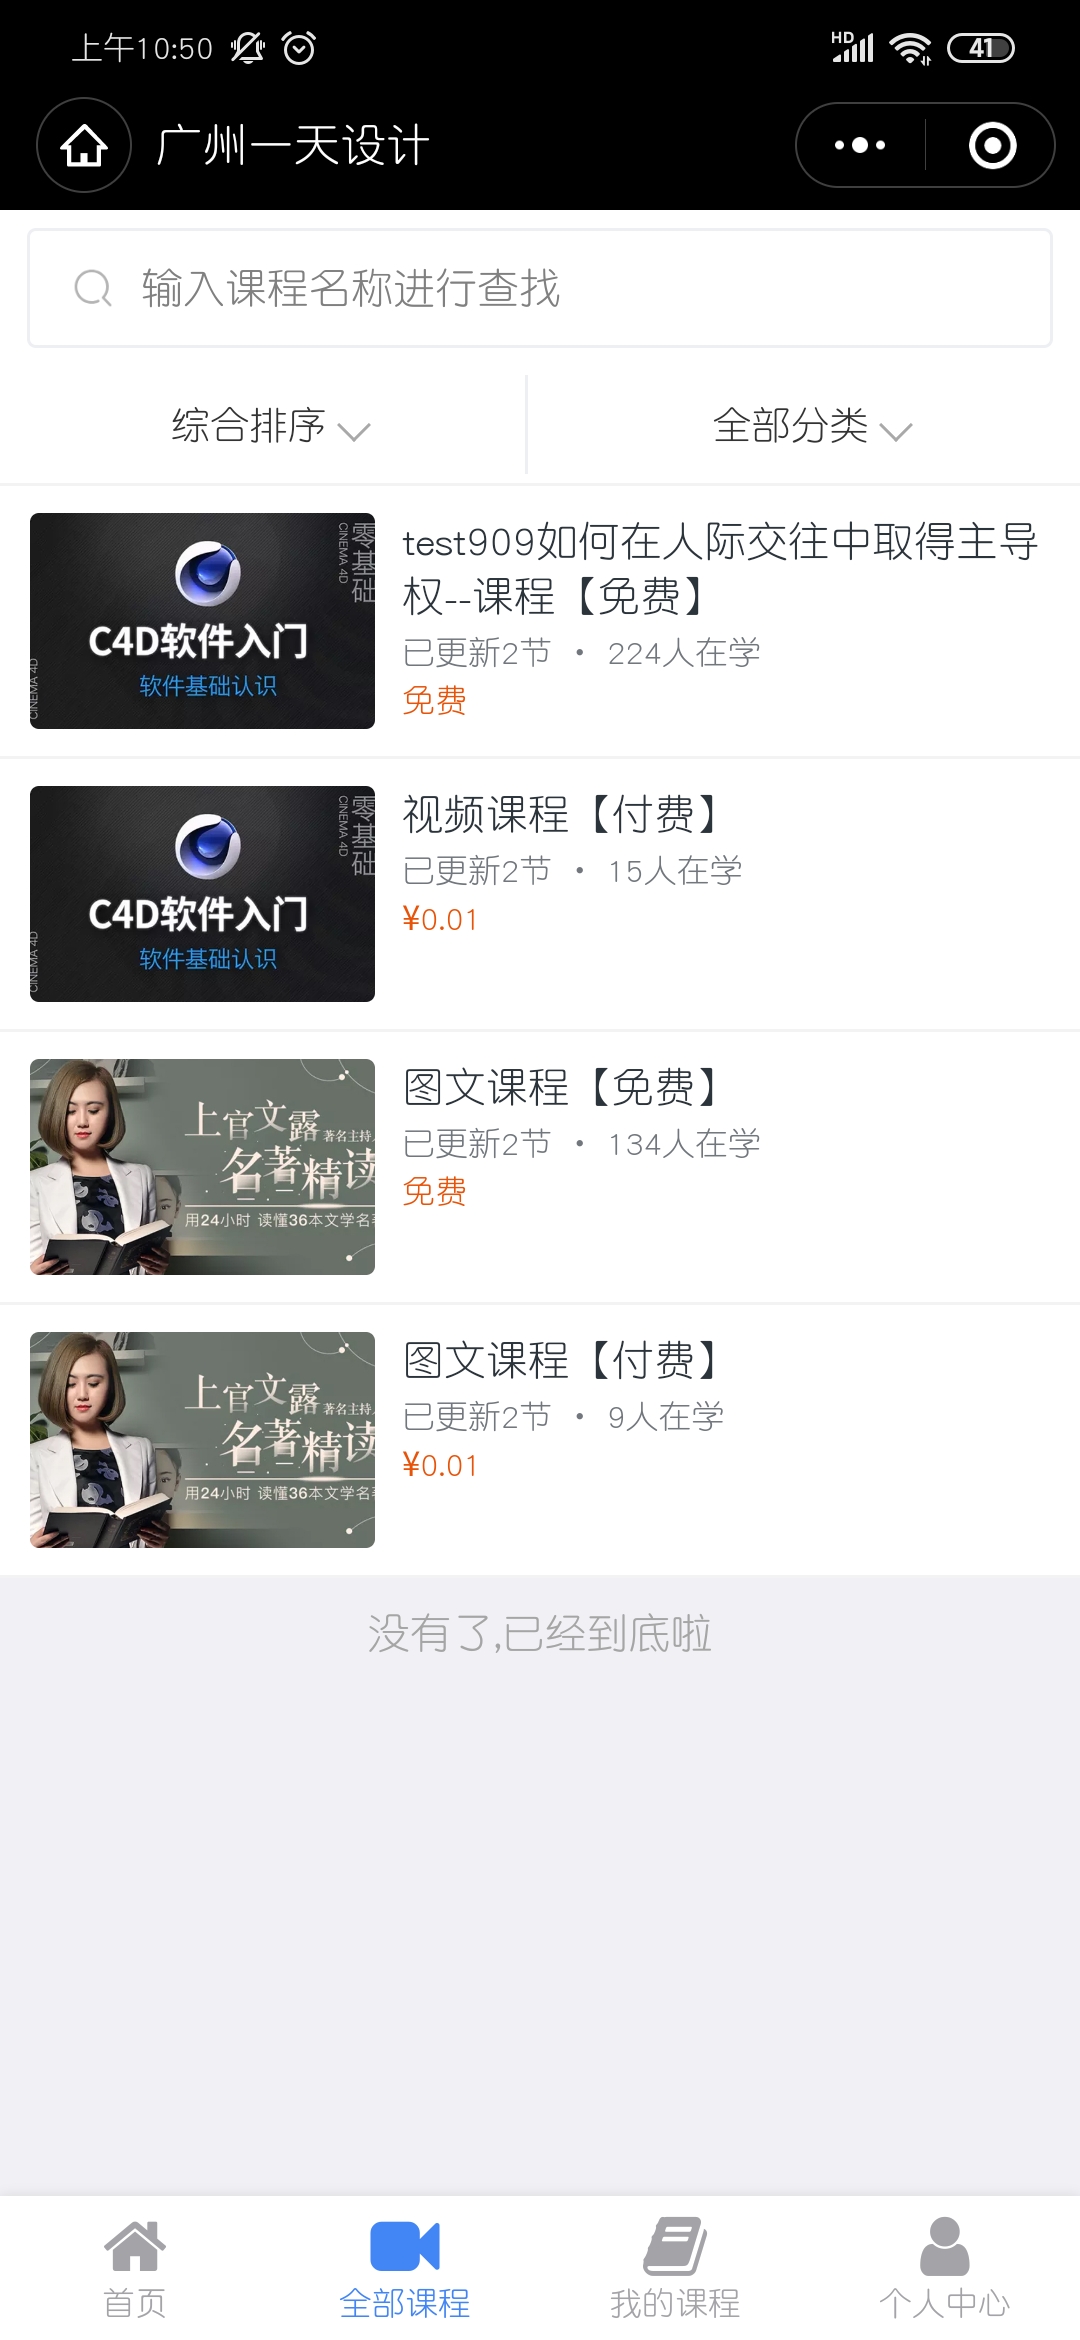 上午10:50
HD
41
广州一天设计
输入课程名称进行查找
综合排序
全部分类
零基础
CINEMA 4D
C4D软件入门
软件基础认识
CINEMA 4D
test909如何在人际交往中取得主导
权--课程【免费】
已更新2节 · 224人在学
免费
零基础
CINEMA 4D
C4D软件入门
软件基础认识
CINEMA 4D
视频课程【付费】
已更新2节 · 15人在学
¥0.01
上官文露
著名主持
名著精读
用24小时 读懂36本文学名著
图文课程【免费】
已更新2节 · 134人在学
免费
上官文露
著名主持
名著精读
用24小时 读懂36本文学名著
图文课程【付费】
已更新2节 · 9人在学
¥0.01
没有了,已经到底啦
首页
全部课程
我的课程
个人中心